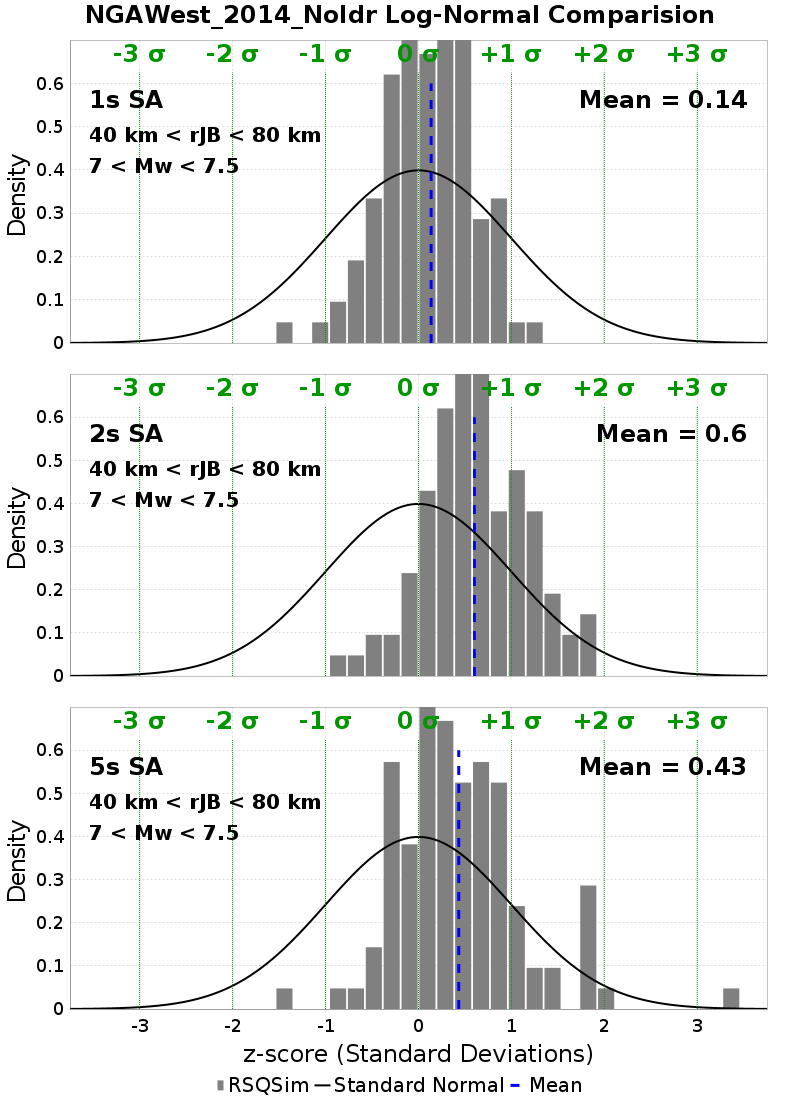 NGAWest_2014_NoIdr Log-Normal Comparision
-3 σ -2 σ -1 σ 0 σ +1 σ +2 σ +3 σ
1s SA Mean = 0.14
40 km < rJB < 80 km
7 < Mw < 7.5
Density
0.6
0.5
0.4
0.3
0.2
0.1
0
-3 σ -2 σ -1 σ 0 σ +1 σ +2 σ +3 σ
2s SA Mean = 0.6
40 km < rJB < 80 km
7 < Mw < 7.5
Density
0.6
0.5
0.4
0.3
0.2
0.1
0
-3 σ -2 σ -1 σ 0 σ +1 σ +2 σ +3 σ
5s SA Mean = 0.43
40 km < rJB < 80 km
7 < Mw < 7.5
Density
0.6
0.5
0.4
0.3
0.2
0.1
0
-3 -2 -1 0 1 2 3
z-score (Standard Deviations)
RSQSim Standard Normal Mean